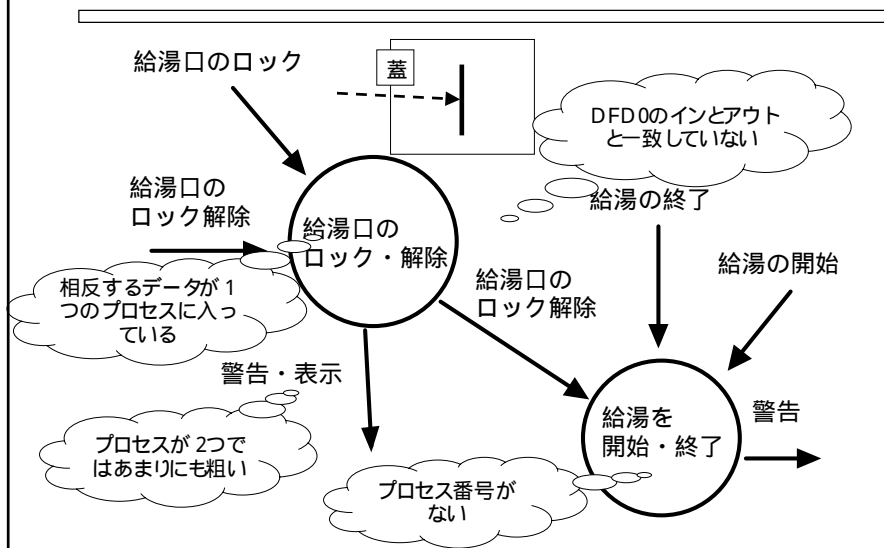 給湯口のロック
蓋
DFD0のインとアウト
と一致していない
給湯口の
ロック解除
給湯の終了
給湯口の
ロック・解除
給湯の開始
給湯口の
ロック解除
相反するデータが1
つのプロセスに入っ
ている
警告・表示
給湯を
開始・終了
警告
プロセスが2つで
はあまりにも粗い
プロセス番号が
ない